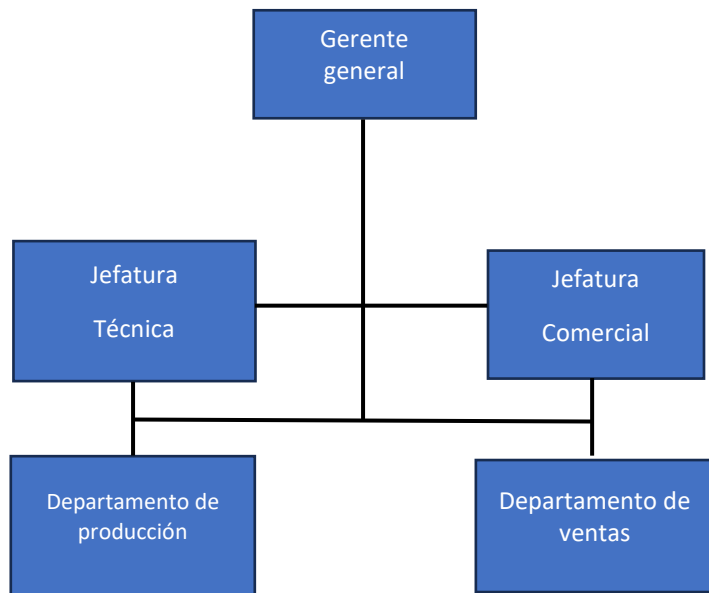 Gerente
general
Jefatura
Técnica
Jefatura
Comercial
Departamento de
producción
Departamento de
ventas